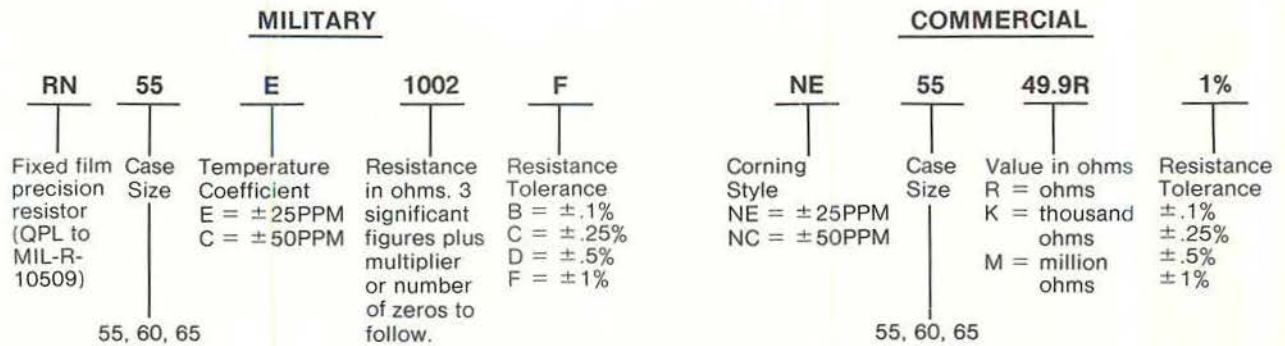 MILITARY
RN 55 E 1002 F
Fixed film
precision
resistor
(QPL to
MIL-R-
10509)
Case
Size
55, 60, 65
Temperature
Coefficient
E = ±25PPM
C = ±50PPM
Resistance
in ohms. 3
significant
figures plus
multiplier
or number
of zeros to
follow.
Resistance
Tolerance
B = ±.1%
C = ±.25%
D = ±.5%
F = ±1%
COMMERCIAL
NE 55 49.9R 1%
Corning
Style
NE = ±25PPM
NC = ±50PPM
Case
Size
55, 60, 65
Value in ohms
R = ohms
K = thousand
ohms
M = million
ohms
Resistance
Tolerance
±.1%
±.25%
±.5%
±1%